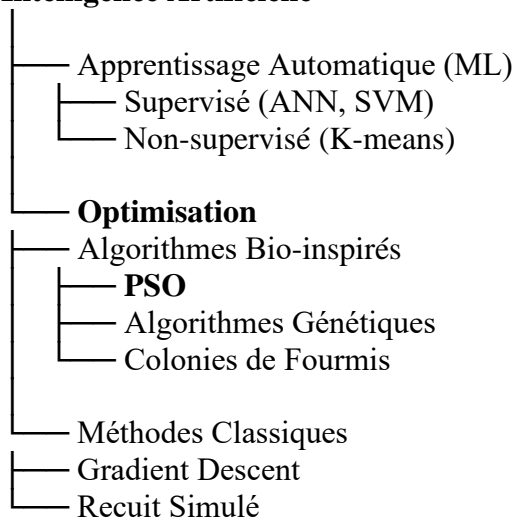 Apprentissage Automatique (ML)
Supervisé (ANN, SVM)
Non-supervisé (K-means)
Optimisation
Algorithmes Bio-inspirés
PSO
Algorithmes Génétiques
Colonies de Fourmis
Méthodes Classiques
Gradient Descent
Recuit Simulé